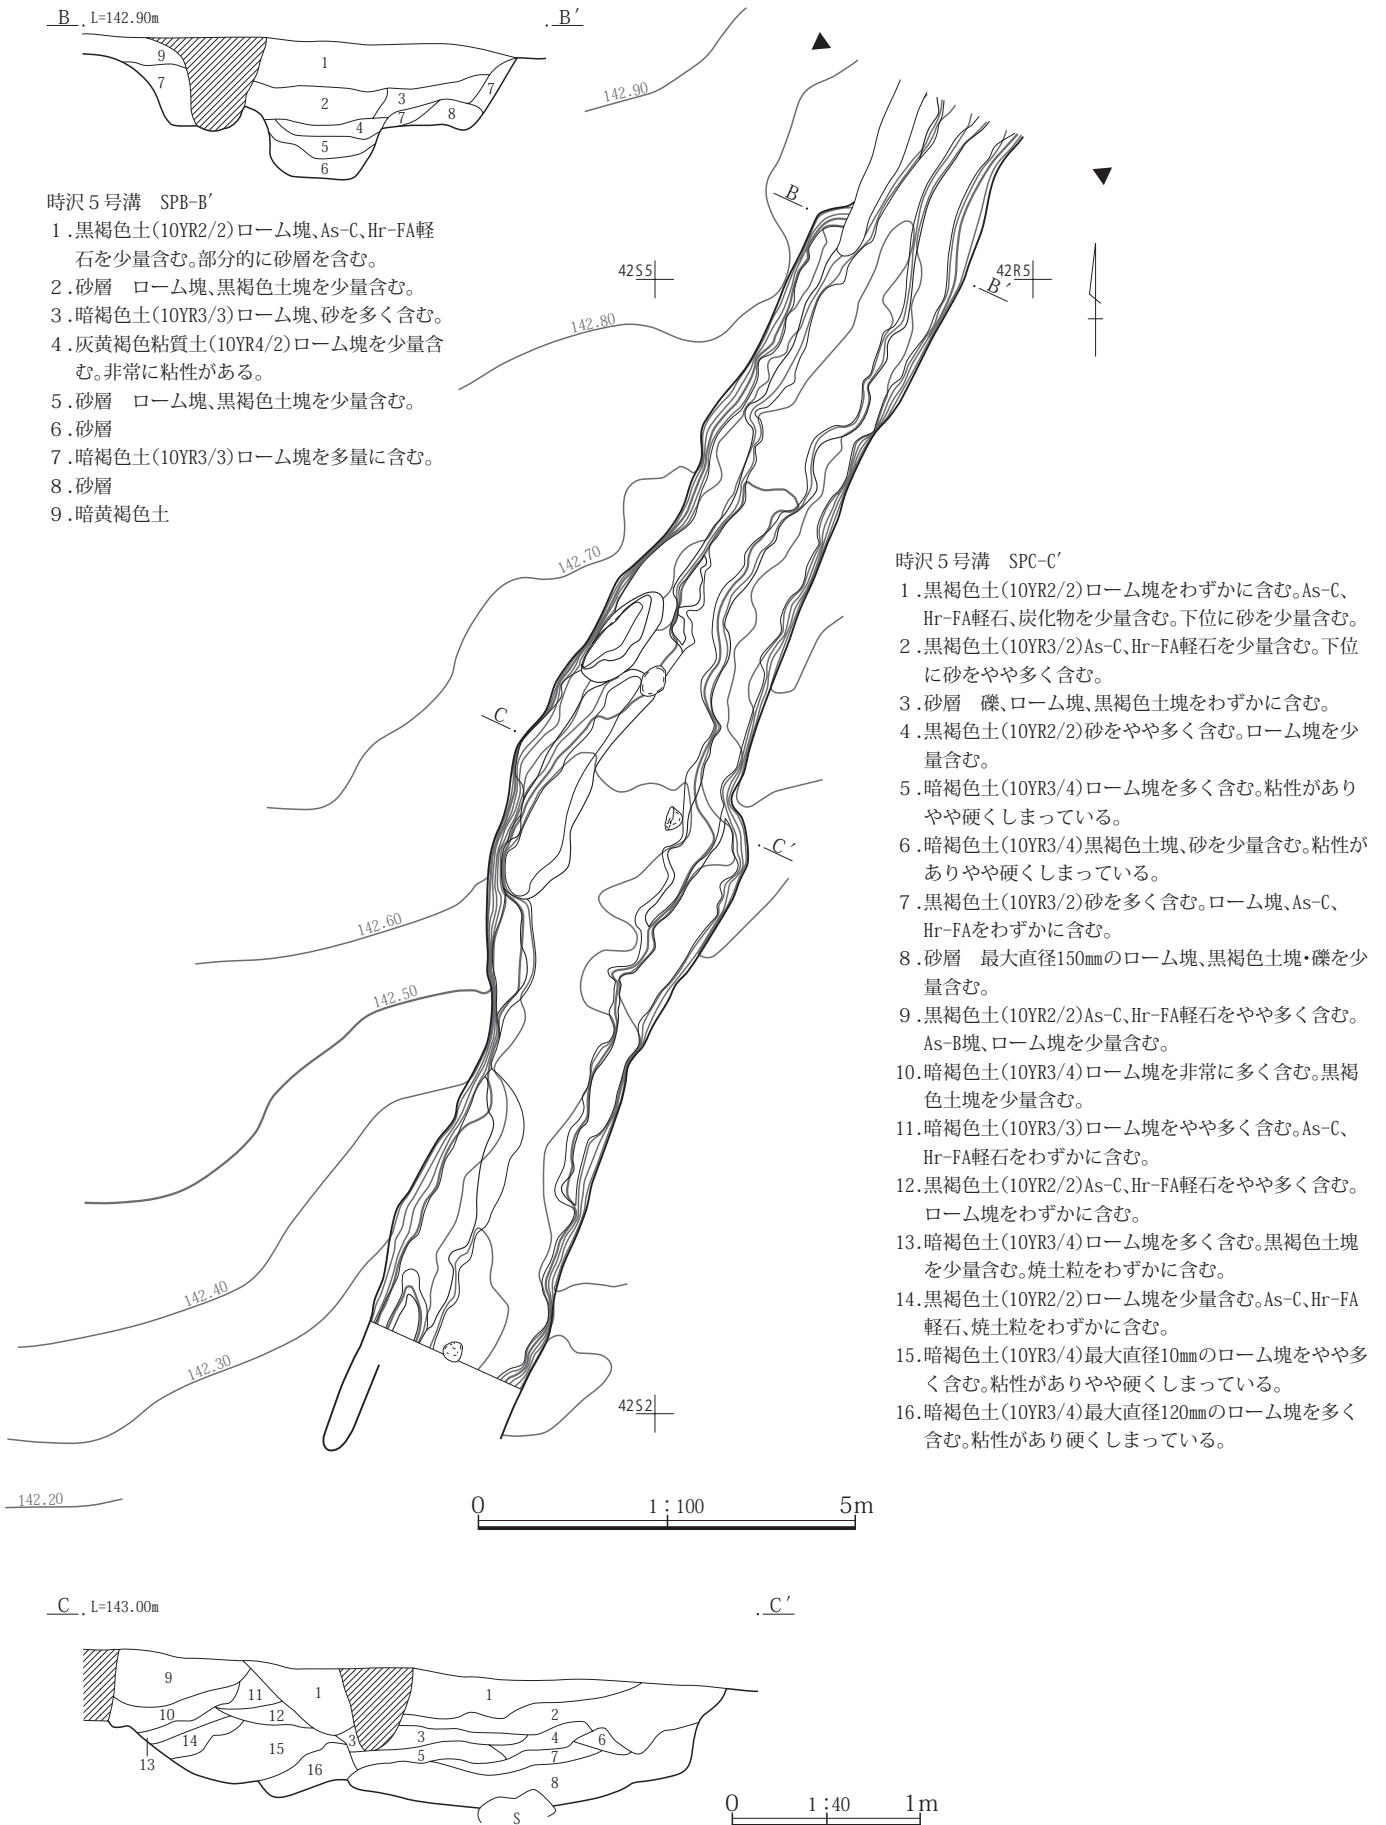 B . L=142.90m
. B′
9
1
7
7
2
3
8
7
4
5
6
時沢５号溝　SPB-B′
１.黒褐色土(10YR2/2)ローム塊、As-C、Hr-FA軽
石を少量含む。部分的に砂層を含む。
２.砂層　ローム塊、黒褐色土塊を少量含む。
３.暗褐色土(10YR3/3)ローム塊、砂を多く含む。
４.灰黄褐色粘質土(10YR4/2)ローム塊を少量含
む。非常に粘性がある。
５.砂層　ローム塊、黒褐色土塊を少量含む。
６.砂層
７.暗褐色土(10YR3/3)ローム塊を多量に含む。
８.砂層
９.暗黄褐色土
142.90
B .
42S5
42R5
. B′
142.80
142.70
C .
. C′
142.60
142.50
142.40
142.30
142.20
42S2
時沢５号溝　SPC-C′
１.黒褐色土(10YR2/2)ローム塊をわずかに含む。As-C、
Hr-FA軽石、炭化物を少量含む。下位に砂を少量含む。
２.黒褐色土(10YR3/2)As-C、Hr-FA軽石を少量含む。下位
に砂をやや多く含む。
３.砂層　礫、ローム塊、黒褐色土塊をわずかに含む。
４.黒褐色土(10YR2/2)砂をやや多く含む。ローム塊を少
量含む。
５.暗褐色土(10YR3/4)ローム塊を多く含む。粘性があり
やや硬くしまっている。
６.暗褐色土(10YR3/4)黒褐色土塊、砂を少量含む。粘性が
ありやや硬くしまっている。
７.黒褐色土(10YR3/2)砂を多く含む。ローム塊、As-C、
Hr-FAをわずかに含む。
８.砂層　最大直径150㎜のローム塊、黒褐色土塊・礫を少
量含む。
９.黒褐色土(10YR2/2)As-C、Hr-FA軽石をやや多く含む。
As-B塊、ローム塊を少量含む。
10.暗褐色土(10YR3/4)ローム塊を非常に多く含む。黒褐
色土塊を少量含む。
11.暗褐色土(10YR3/3)ローム塊をやや多く含む。As-C、
Hr-FA軽石をわずかに含む。
12.黒褐色土(10YR2/2)As-C、Hr-FA軽石をやや多く含む。
ローム塊をわずかに含む。
13.暗褐色土(10YR3/4)ローム塊を多く含む。黒褐色土塊
を少量含む。焼土粒をわずかに含む。
14.黒褐色土(10YR2/2)ローム塊を少量含む。As-C、Hr-FA
軽石、焼土粒をわずかに含む。
15.暗褐色土(10YR3/4)最大直径10㎜のローム塊をやや多
く含む。粘性がありやや硬くしまっている。
16.暗褐色土(10YR3/4)最大直径120㎜のローム塊を多く
含む。粘性があり硬くしまっている。
0 1：100 5m
C . L=143.00m
. C′
9
11
1
1
10
12
2
14
15
3
3
4
6
13
16
5
7
8
S
0 1：40 1m